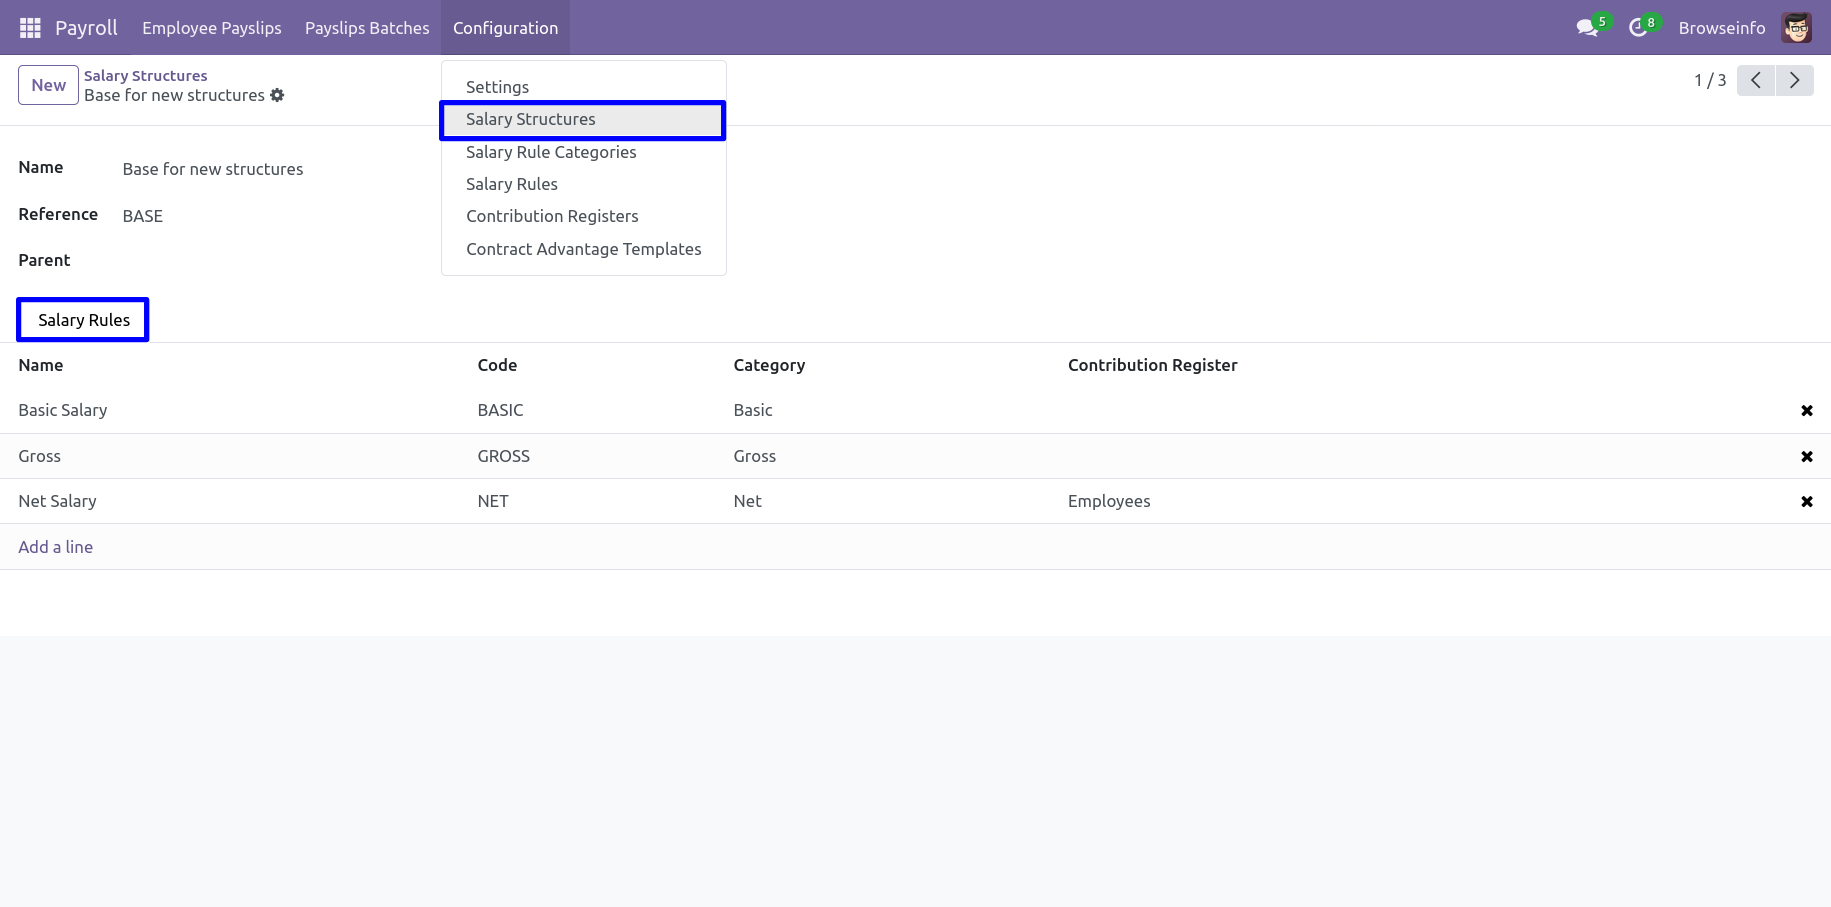 Payroll Employee Payslips Payslips Batches Configuration 5 8 Browseinfo
New Salary Structures
Base for new structures
1 / 3
Settings
Salary Structures
Salary Rule Categories
Salary Rules
Contribution Registers
Contract Advantage Templates
Name Base for new structures
Reference BASE
Parent
Salary Rules
Name Code Category Contribution Register
Basic Salary BASIC Basic
Gross GROSS Gross
Net Salary NET Net Employees
Add a line